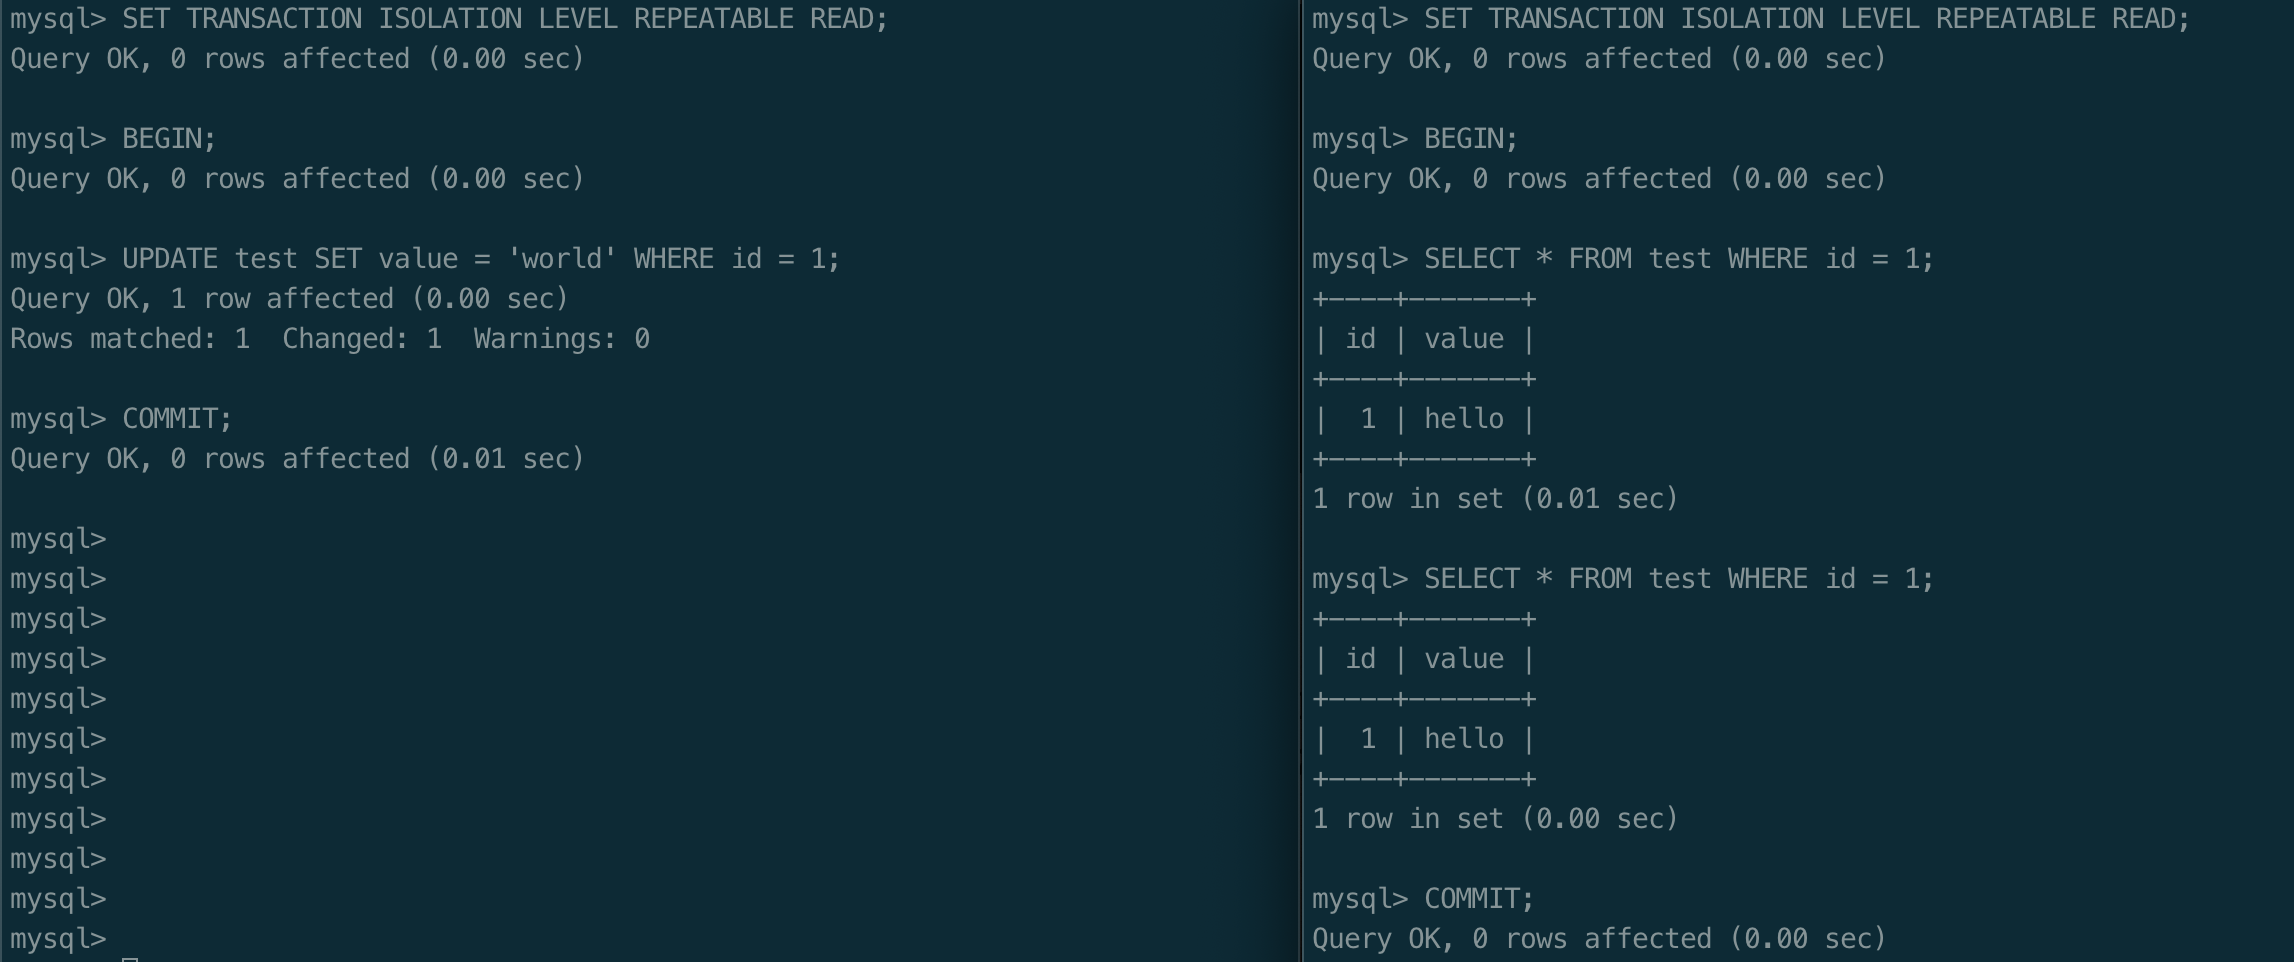 mysql> SET TRANSACTION ISOLATION LEVEL REPEATABLE READ;
Query OK, 0 rows affected (0.00 sec)
mysql> BEGIN;
Query OK, 0 rows affected (0.00 sec)
mysql> UPDATE test SET value = 'world' WHERE id = 1;
Query OK, 1 row affected (0.00 sec)
Rows matched: 1  Changed: 1  Warnings: 0
mysql> COMMIT;
Query OK, 0 rows affected (0.01 sec)
mysql>
mysql>
mysql>
mysql>
mysql>
mysql>
mysql>
mysql>
mysql>
mysql>
mysql>
mysql> SET TRANSACTION ISOLATION LEVEL REPEATABLE READ;
Query OK, 0 rows affected (0.00 sec)
mysql> BEGIN;
Query OK, 0 rows affected (0.00 sec)
mysql> SELECT * FROM test WHERE id = 1;
+----+-------+
| id | value |
+----+-------+
|  1 | hello |
+----+-------+
1 row in set (0.01 sec)
mysql> SELECT * FROM test WHERE id = 1;
+----+-------+
| id | value |
+----+-------+
|  1 | hello |
+----+-------+
1 row in set (0.00 sec)
mysql> COMMIT;
Query OK, 0 rows affected (0.00 sec)